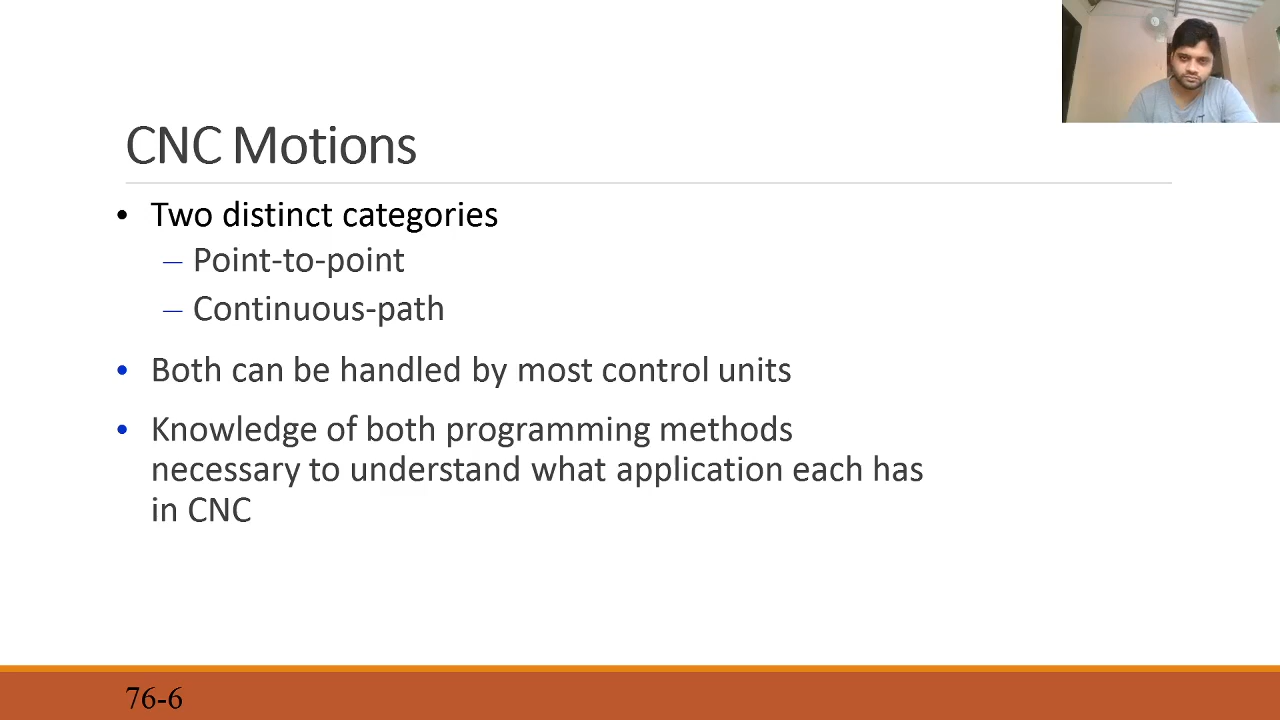 CNC Motions
• Two distinct categories
– Point-to-point
– Continuous-path
• Both can be handled by most control units
• Knowledge of both programming methods
necessary to understand what application each has
in CNC
76-6